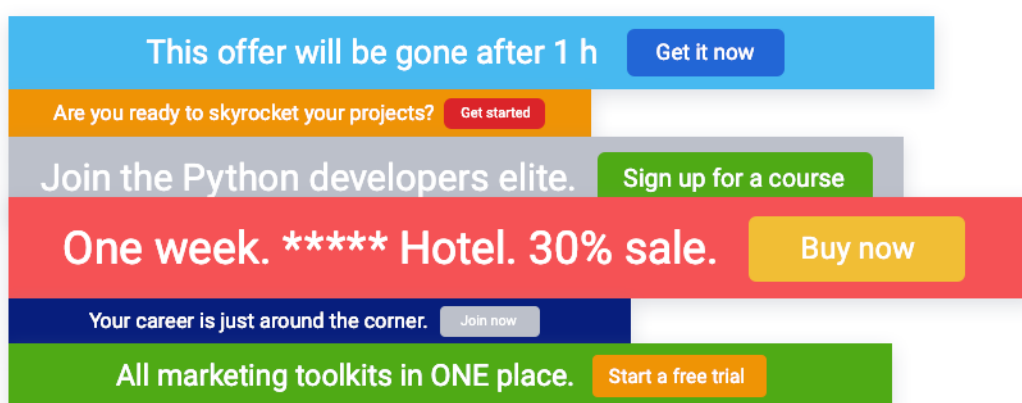 This offer will be gone after 1 h Get it now
Are you ready to skyrocket your projects? Get started
Join the Python developers elite. Sign up for a course
One week. ***** Hotel. 30% sale. Buy now
Your career is just around the corner. Join now
All marketing toolkits in ONE place. Start a free trial